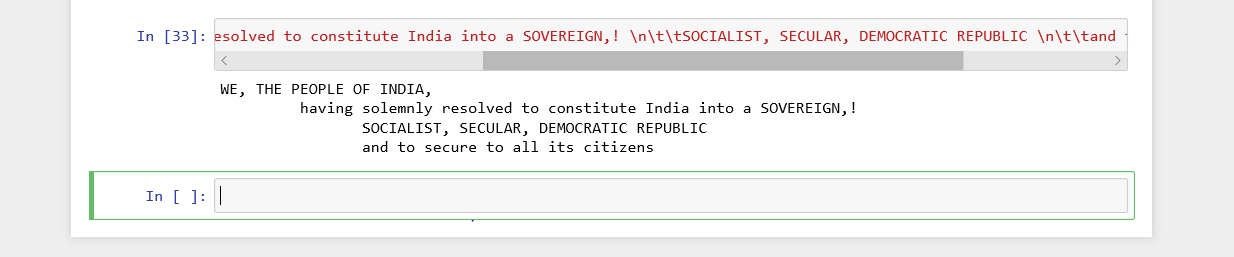 In [33]: esolved to constitute India into a SOVEREIGN,! \n\t\tSOCIALIST, SECULAR, DEMOCRATIC REPUBLIC \n\t\tand
WE, THE PEOPLE OF INDIA,
having solemnly resolved to constitute India into a SOVEREIGN,!
SOCIALIST, SECULAR, DEMOCRATIC REPUBLIC
and to secure to all its citizens
In [ ]: